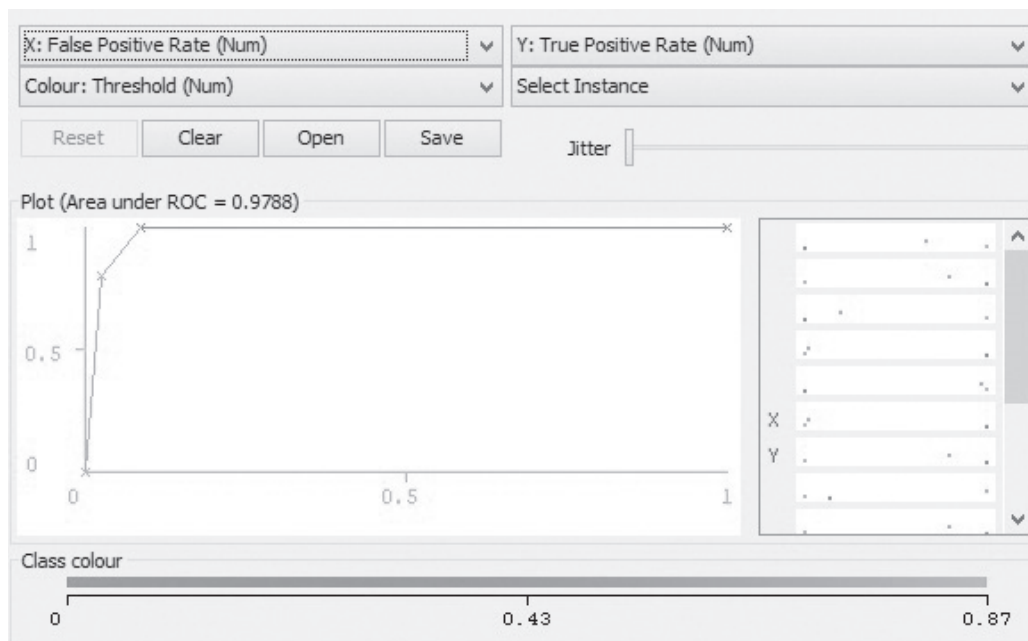 X: False Positive Rate (Num)
Y: True Positive Rate (Num)
Colour: Threshold (Num)
Select Instance
Reset
Clear
Open
Save
Jitter
Plot (Area under ROC = 0.9788)
1
0.5
0
0
0.5
1
X
Y
Class colour
0
0.43
0.87